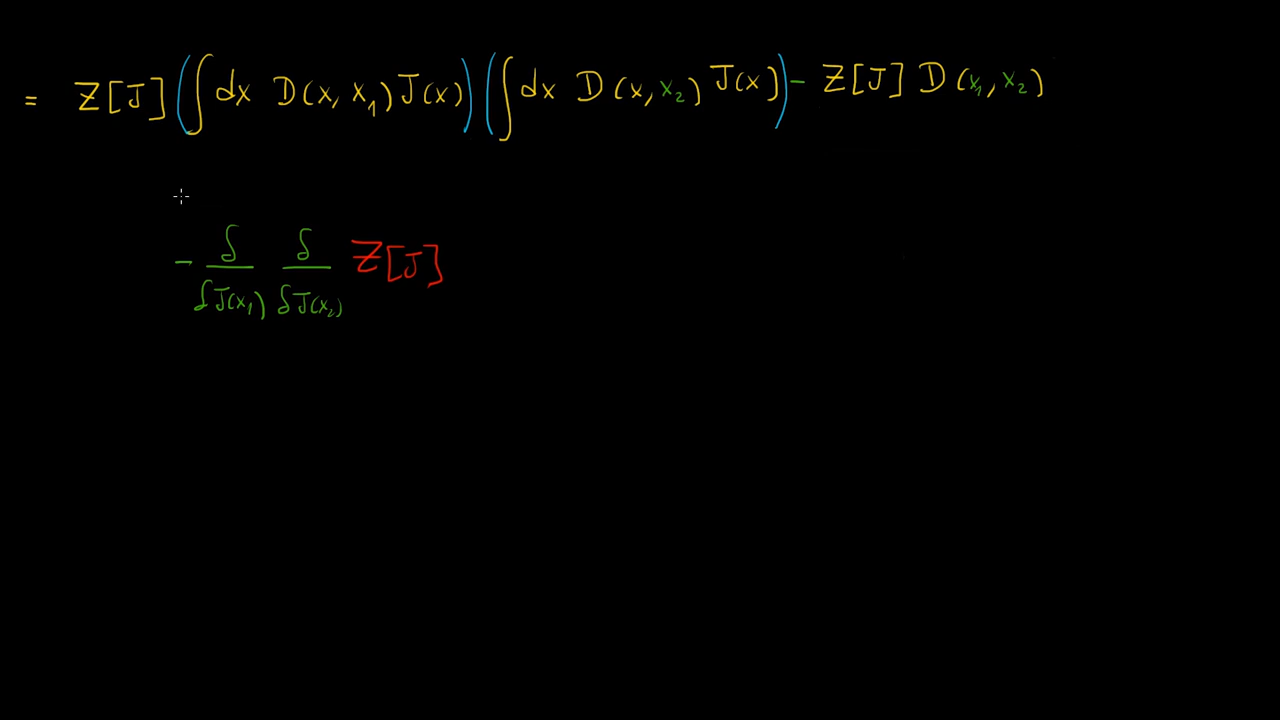 = Z[J] (∫ dx D(x, x₁) J(x)) (∫ dx D(x, x₂) J(x)) - Z[J] D(x₁, x₂)
- δ/δJ(x₁) δ/δJ(x₂) Z[J]